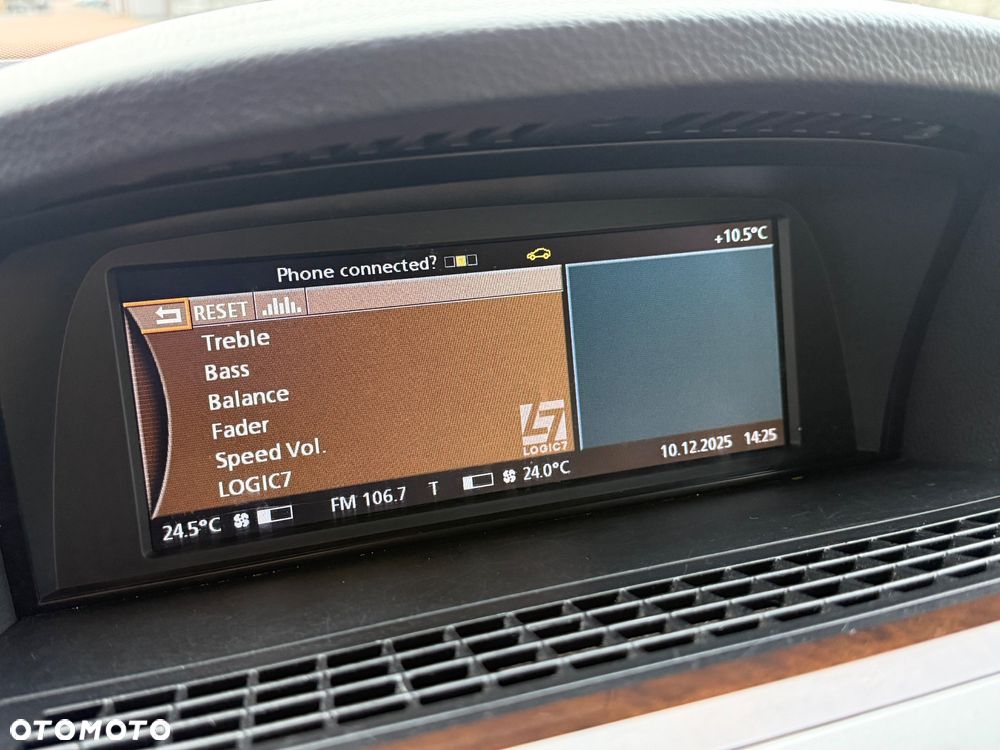 +10.5°C
Phone connected?
RESET
Treble
Bass
Balance
Fader
Speed Vol.
LOGIC7
L7
LOGIC7
10.12.2025 14:25
24.5°C FM 106.7 T 24.0°C
OTOMOTO